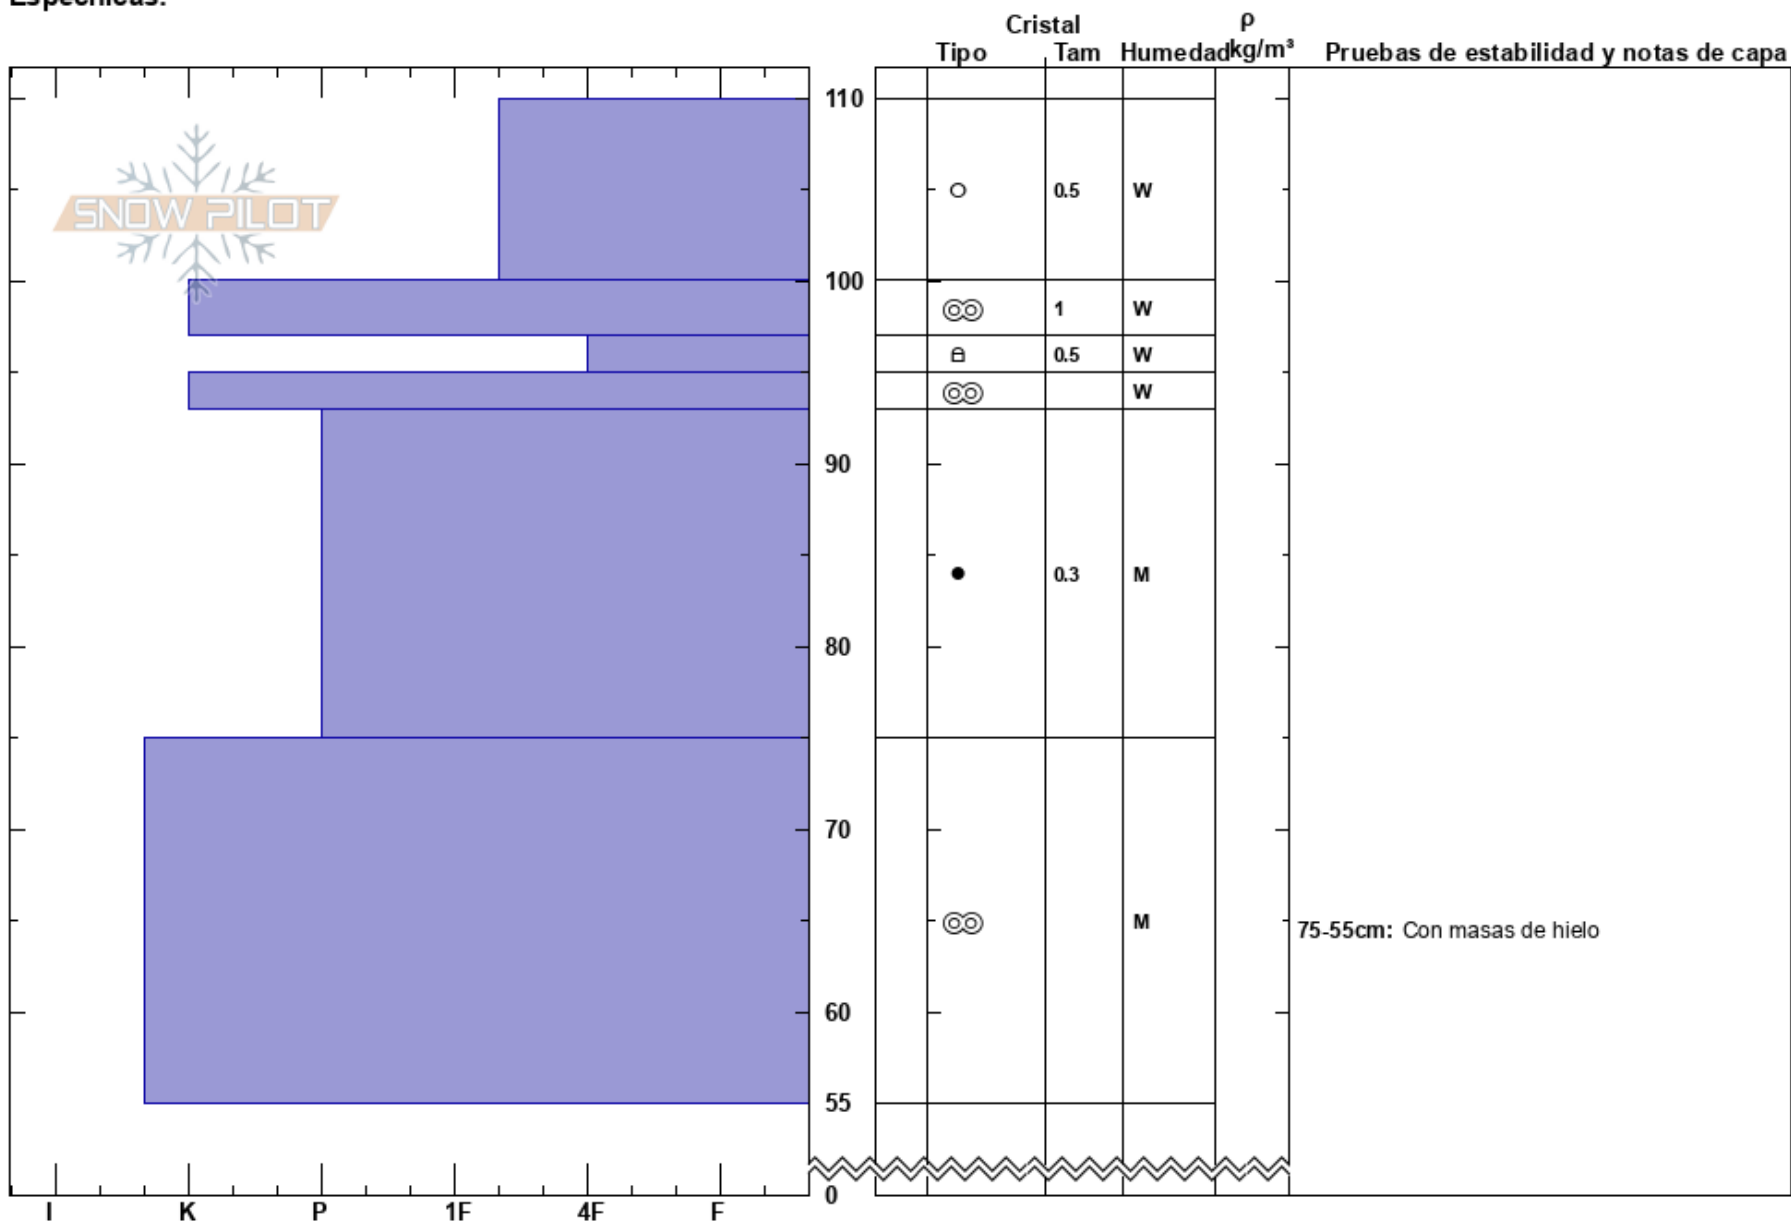 Específicas:
Cristal ρ
Tipo Tam Humedad kg/m³ Pruebas de estabilidad y notas de capa
110
SNOW PILOT
0.5 W
100
1 W
0.5 W
W
90
0.3 M
80
70
M
75-55cm: Con masas de hielo
60
55
0
I K P 1F 4F F